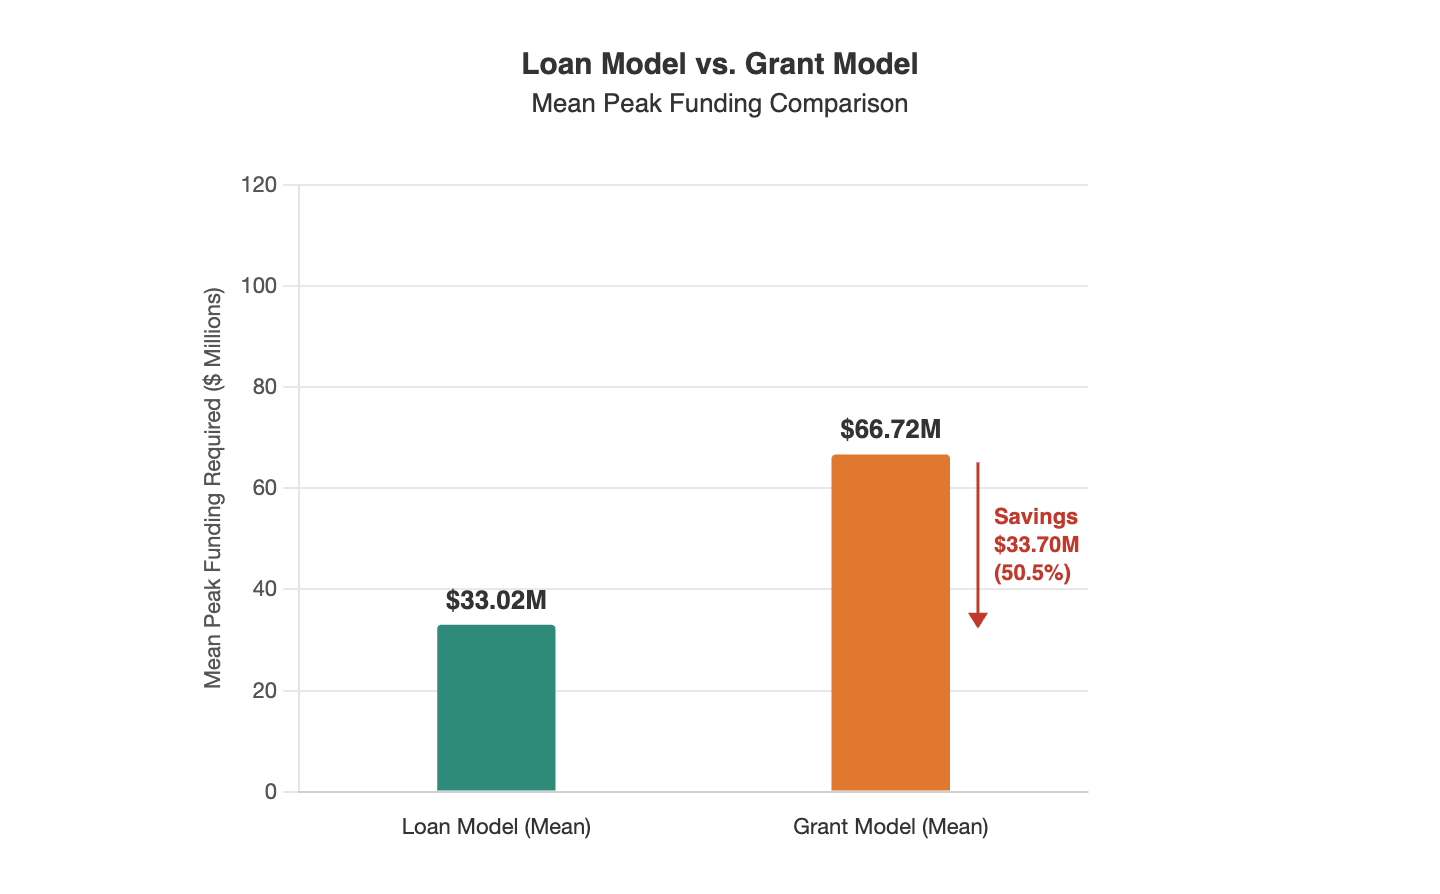 Loan Model vs. Grant Model
Mean Peak Funding Comparison
Mean Peak Funding Required ($ Millions)
120
100
80
60
40
20
0
$33.02M
$66.72M
Savings
$33.70M
(50.5%)
Loan Model (Mean)
Grant Model (Mean)